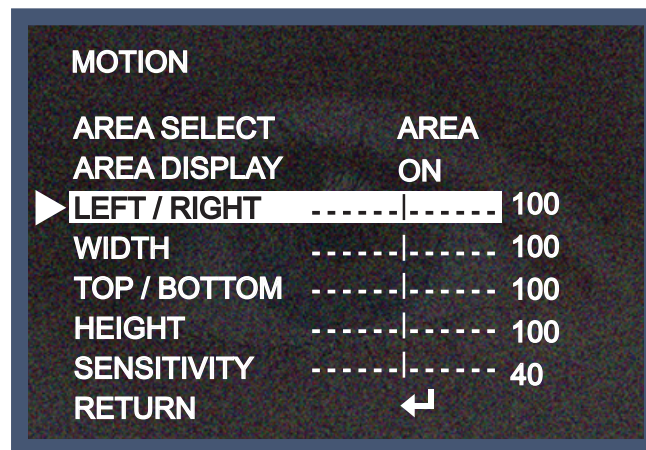 MOTION
AREA SELECT AREA
AREA DISPLAY ON
LEFT / RIGHT ------|------ 100
WIDTH ------|------ 100
TOP / BOTTOM ------|------ 100
HEIGHT ------|------ 100
SENSITIVITY ------|------ 40
RETURN ↵